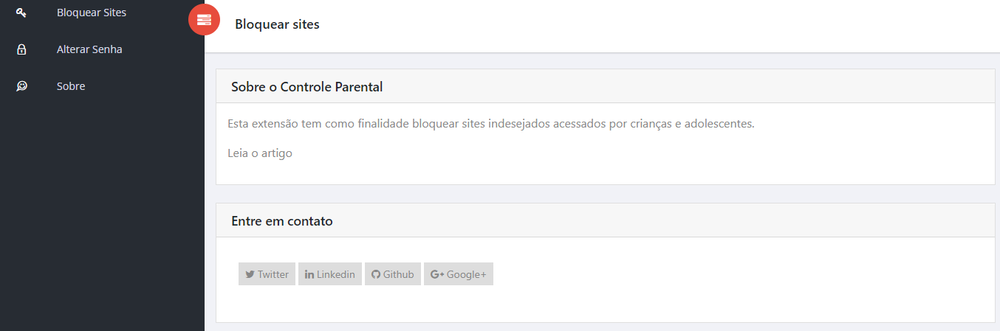 Bloquear Sites
Alterar Senha
Sobre
Bloquear sites
Sobre o Controle Parental
Esta extensão tem como finalidade bloquear sites indesejados acessados por crianças e adolescentes.
Leia o artigo
Entre em contato
Twitter Linkedin Github Google+